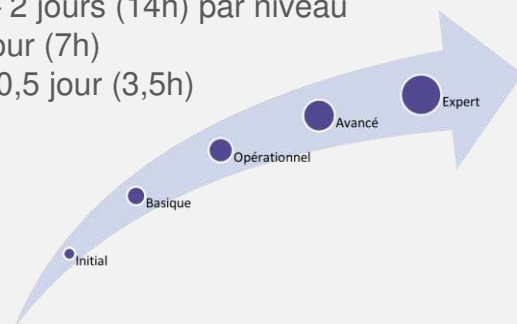 2 jours (14h) par niveau
our (7h)
0,5 jour (3,5h)
Expert
Avancé
Opérationnel
Basique
Initial